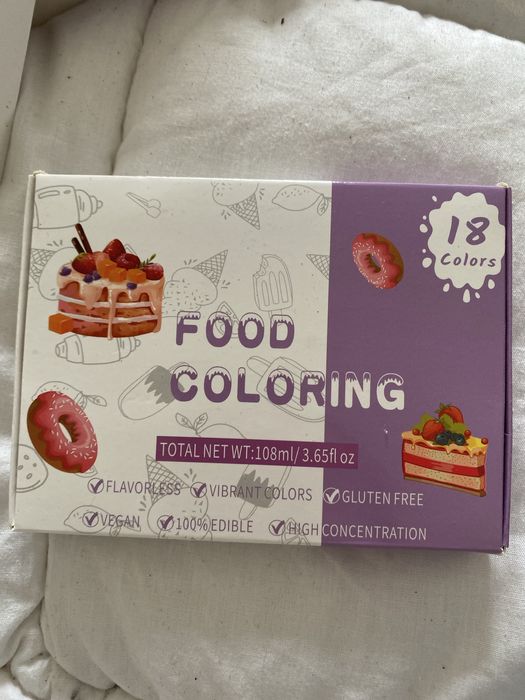 18
Colors
FOOD
COLORING
TOTAL NET WT:108ml/ 3.65fl oz
FLAVORLESS VIBRANT COLORS GLUTEN FREE
VEGAN 100% EDIBLE HIGH CONCENTRATION